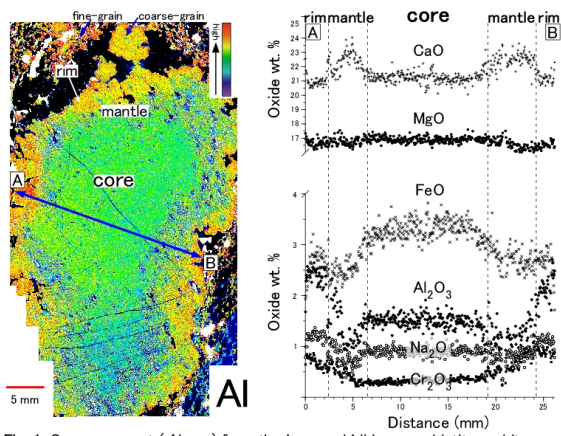 fine-grain
coarse-grain
high
rim
mantle
core
A
B
5 mm
Al
rim mantle core mantle rim
A B
Oxide wt. %
25
24
23
22
21
20
19
18
17
CaO
MgO
Oxide wt. %
4
3
2
1
FeO
Al2O3
Na2O
Cr2O3
0 5 10 15 20 25
Distance (mm)